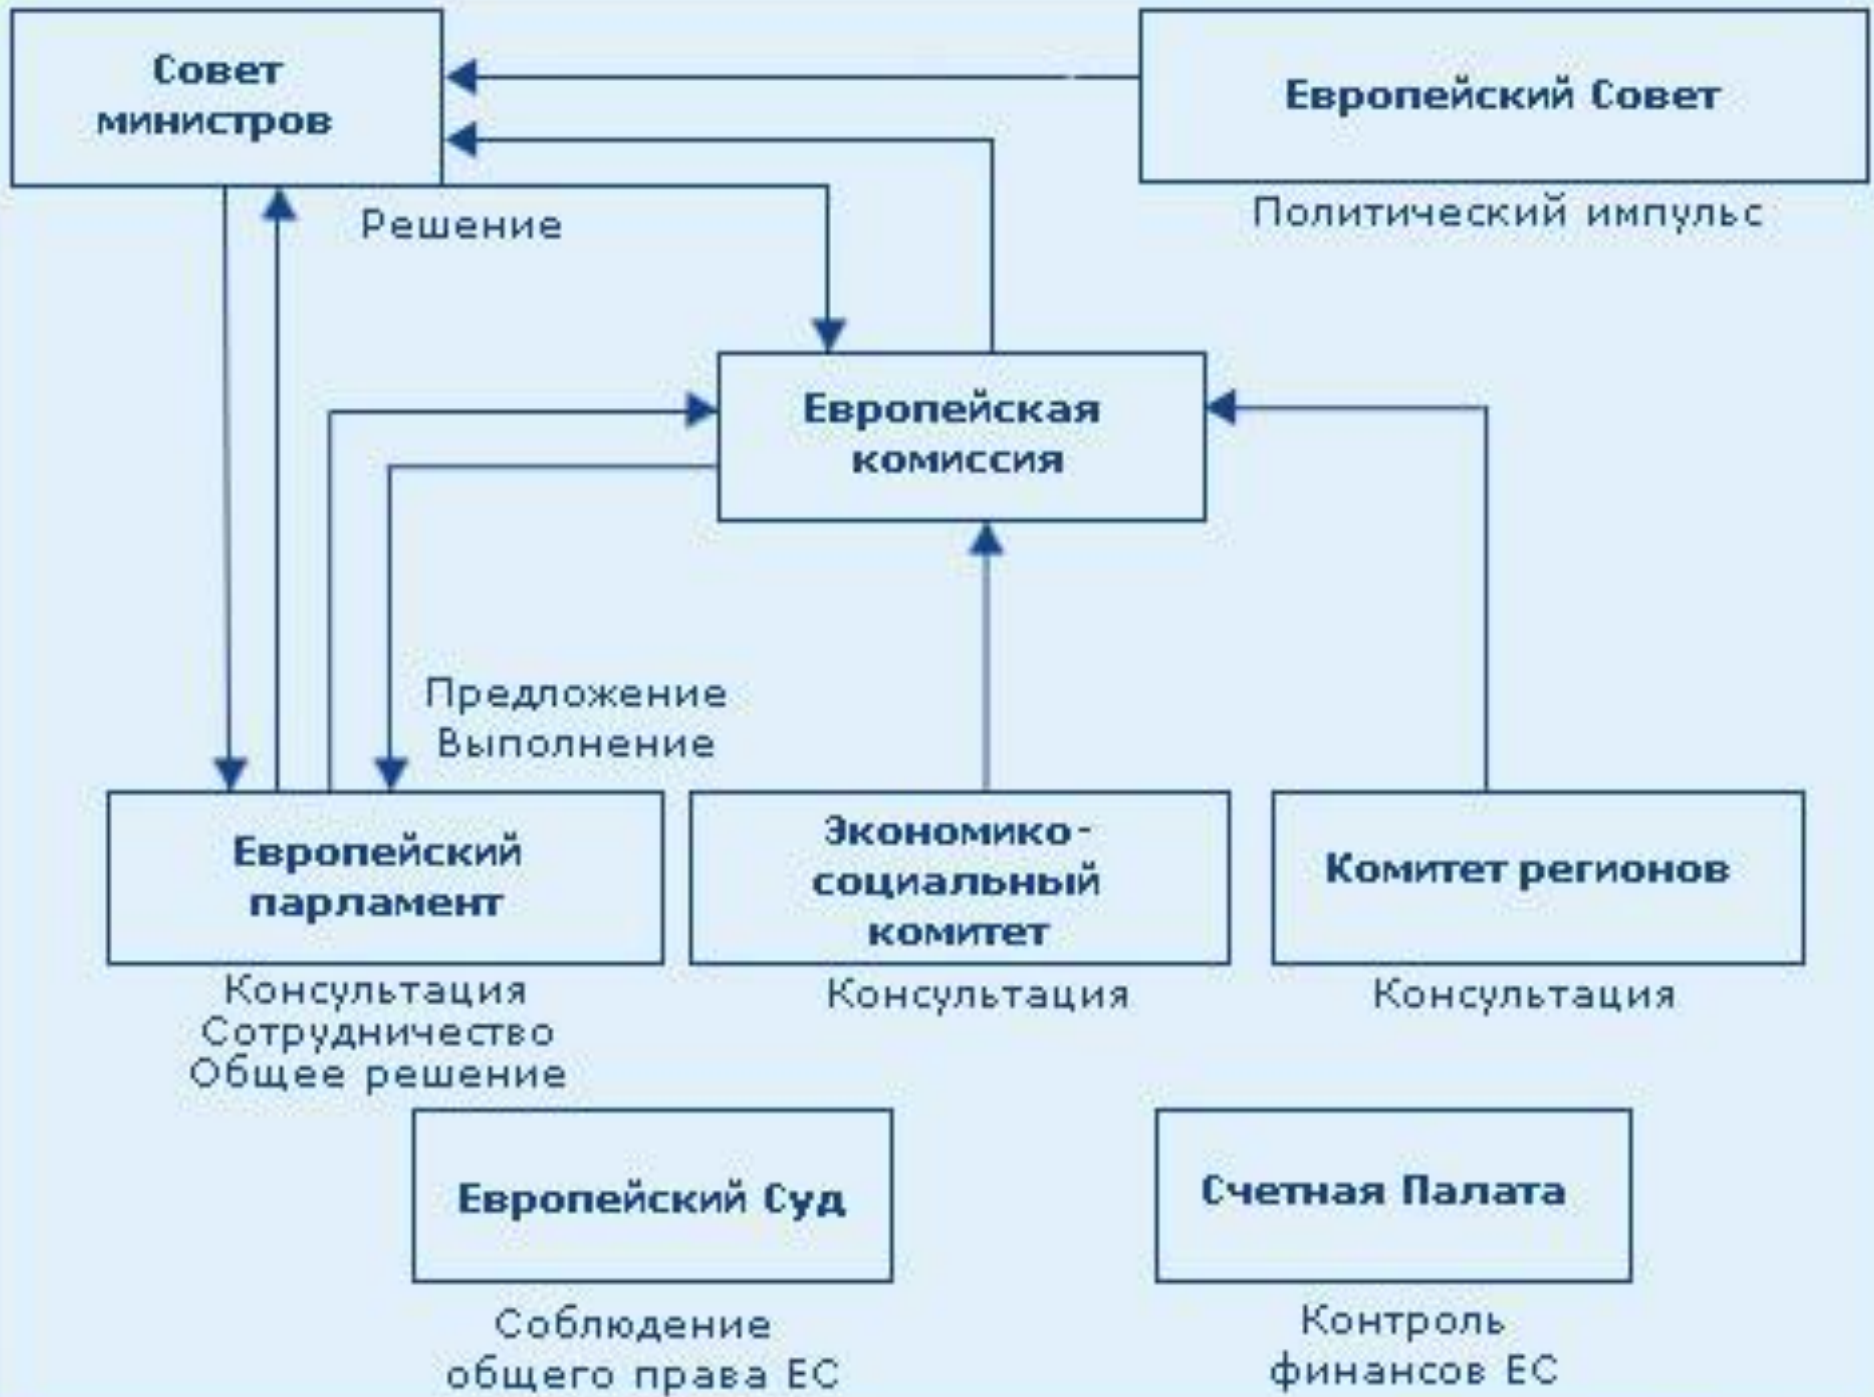 Совет
министров
Европейский Совет
Политический импульс
Решение
Европейская
комиссия
Предложение
Выполнение
Европейский
парламент
Консультация
Сотрудничество
Общее решение
Экономико-
социальный
комитет
Консультация
Комитет регионов
Консультация
Европейский Суд
Соблюдение
общего права ЕС
Счетная Палата
Контроль
финансов ЕС